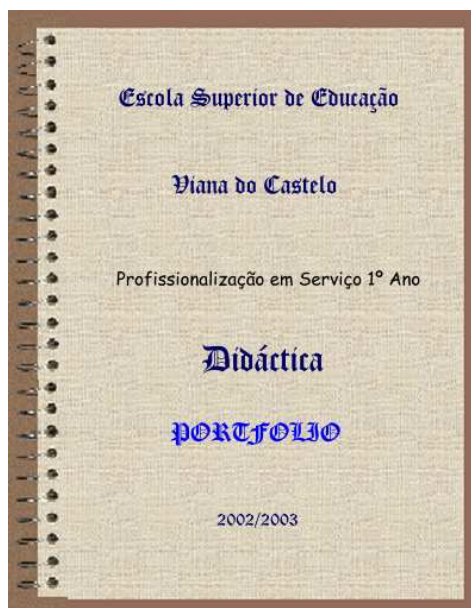 Escola Superior de Educação
Viana do Castelo
Profissionalização em Serviço 1º Ano
Didáctica
PORTFOLIO
2002/2003